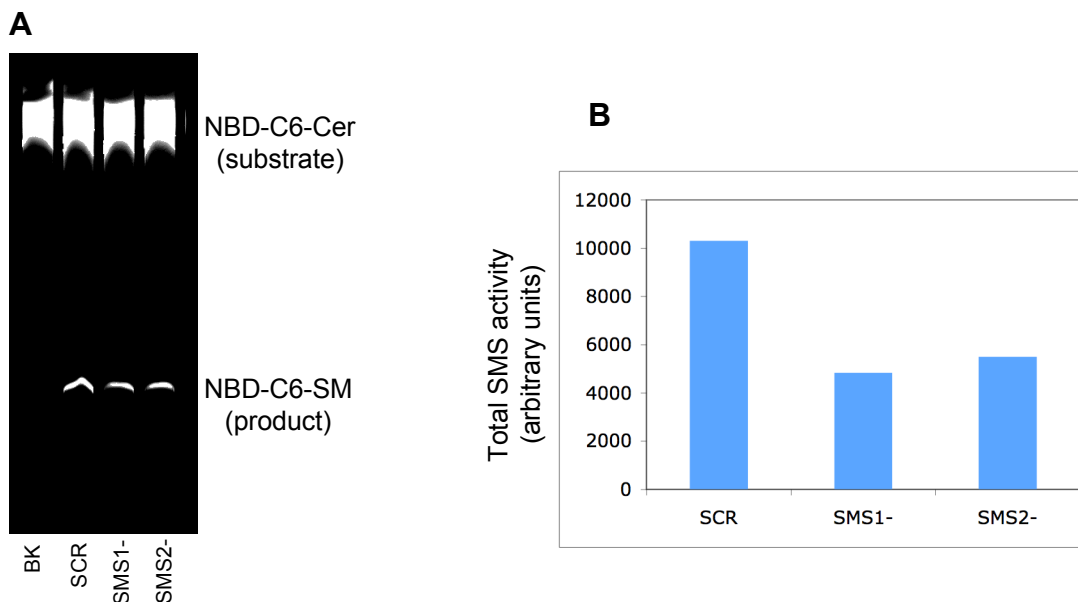 A
NBD-C6-Cer
(substrate)
NBD-C6-SM
(product)
BK
SCR
SMS1-
SMS2-
B
Total SMS activity
(arbitrary units)
12000
10000
8000
6000
4000
2000
0
SCR
SMS1-
SMS2-